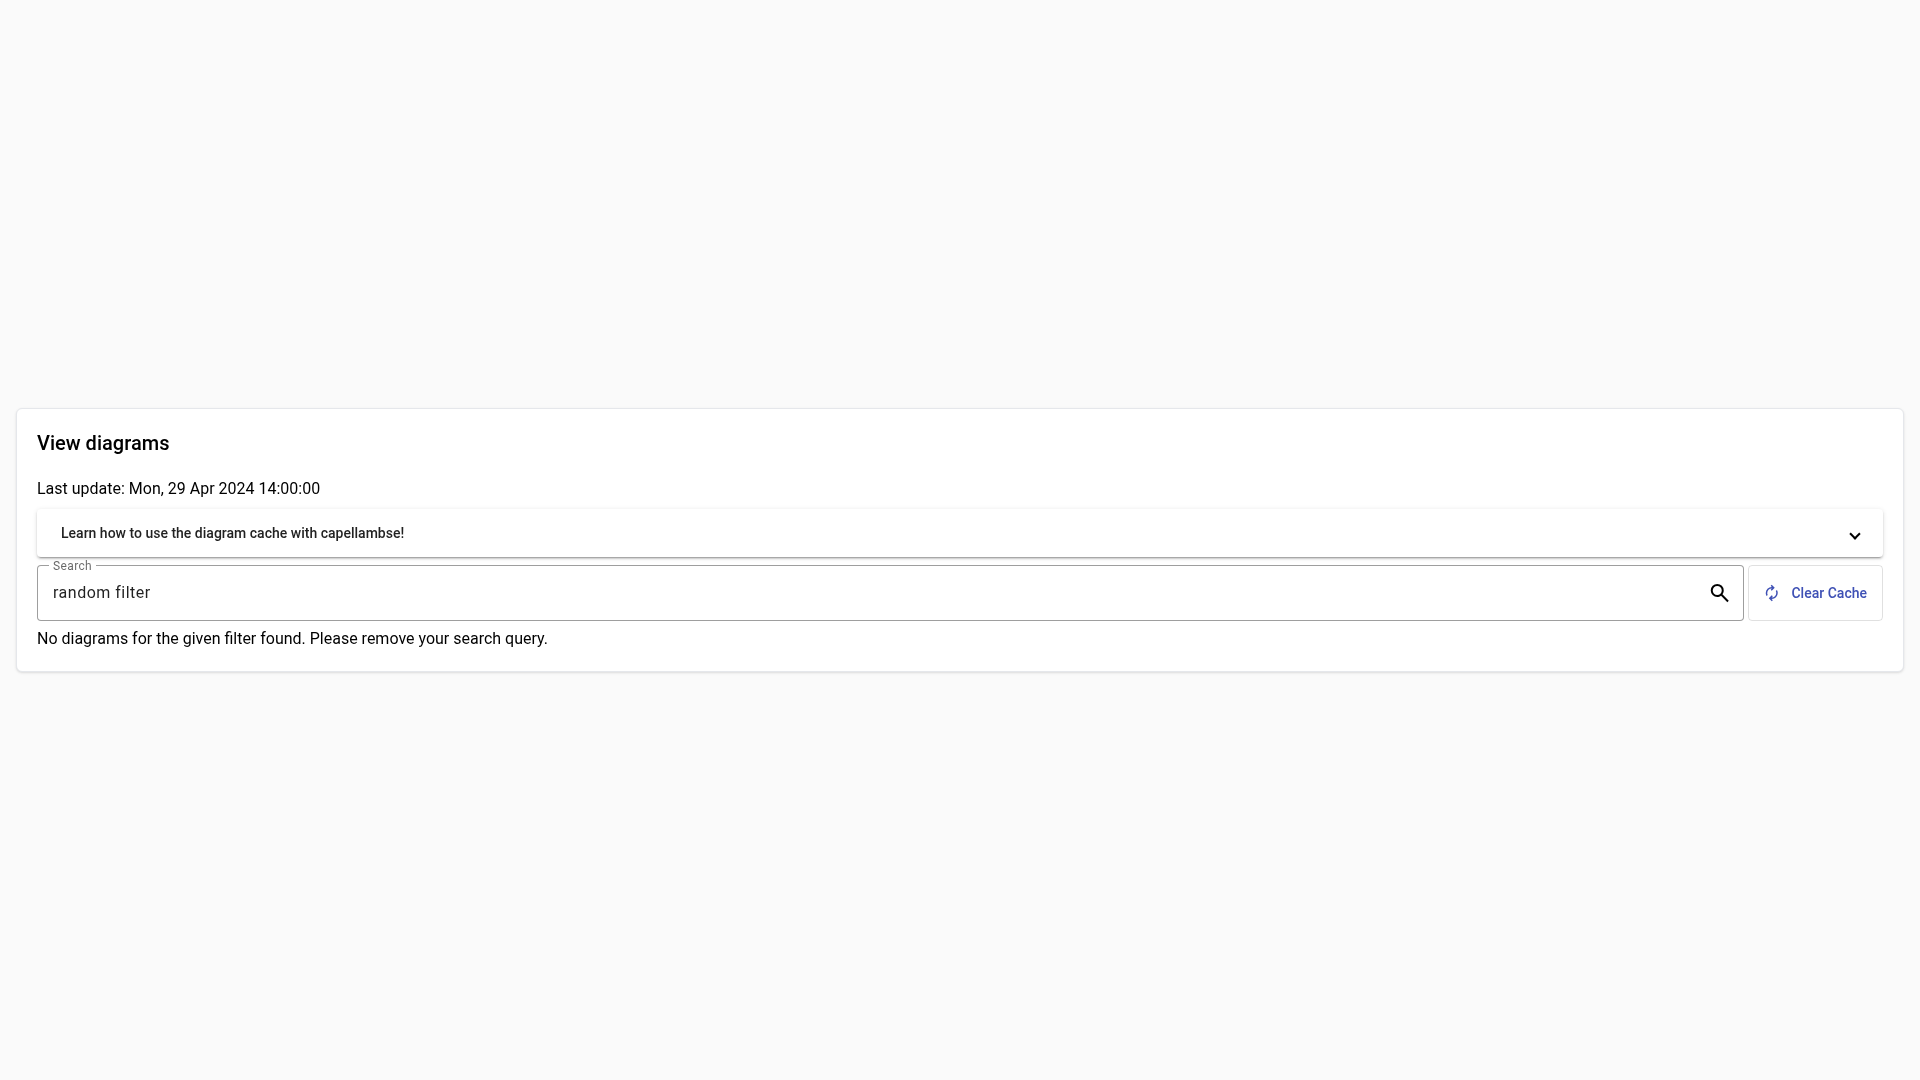 View diagrams
Last update: Mon, 29 Apr 2024 14:00:00
Learn how to use the diagram cache with capellambse!
Search
random filter
Clear Cache
No diagrams for the given filter found. Please remove your search query.